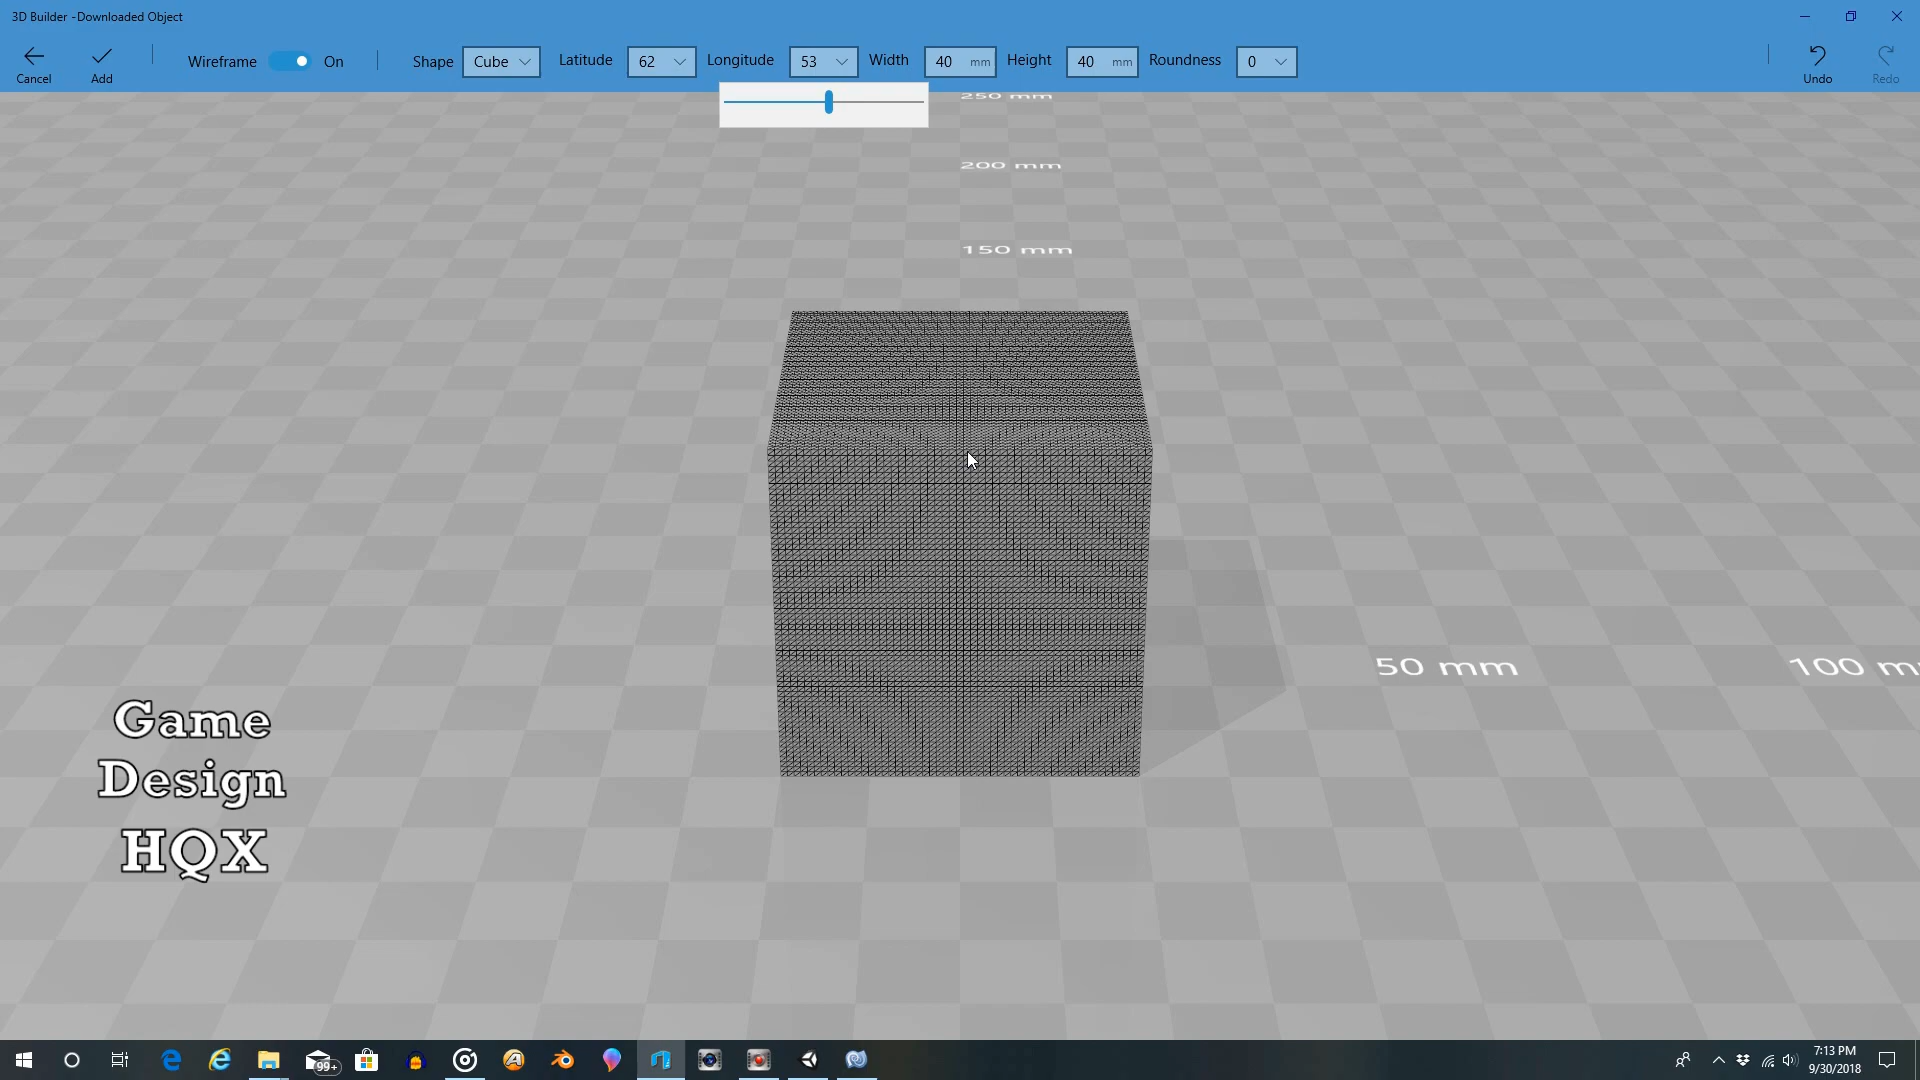 3D Builder -Downloaded Object
Cancel
Add
Wireframe On
Shape Cube
Latitude 62
Longitude 53
Width 40 mm
Height 40 mm
Roundness 0
Undo
Redo
250 mm
200 mm
150 mm
50 mm
100 m
Game
Design
HQX
99+
7:13 PM
9/30/2018